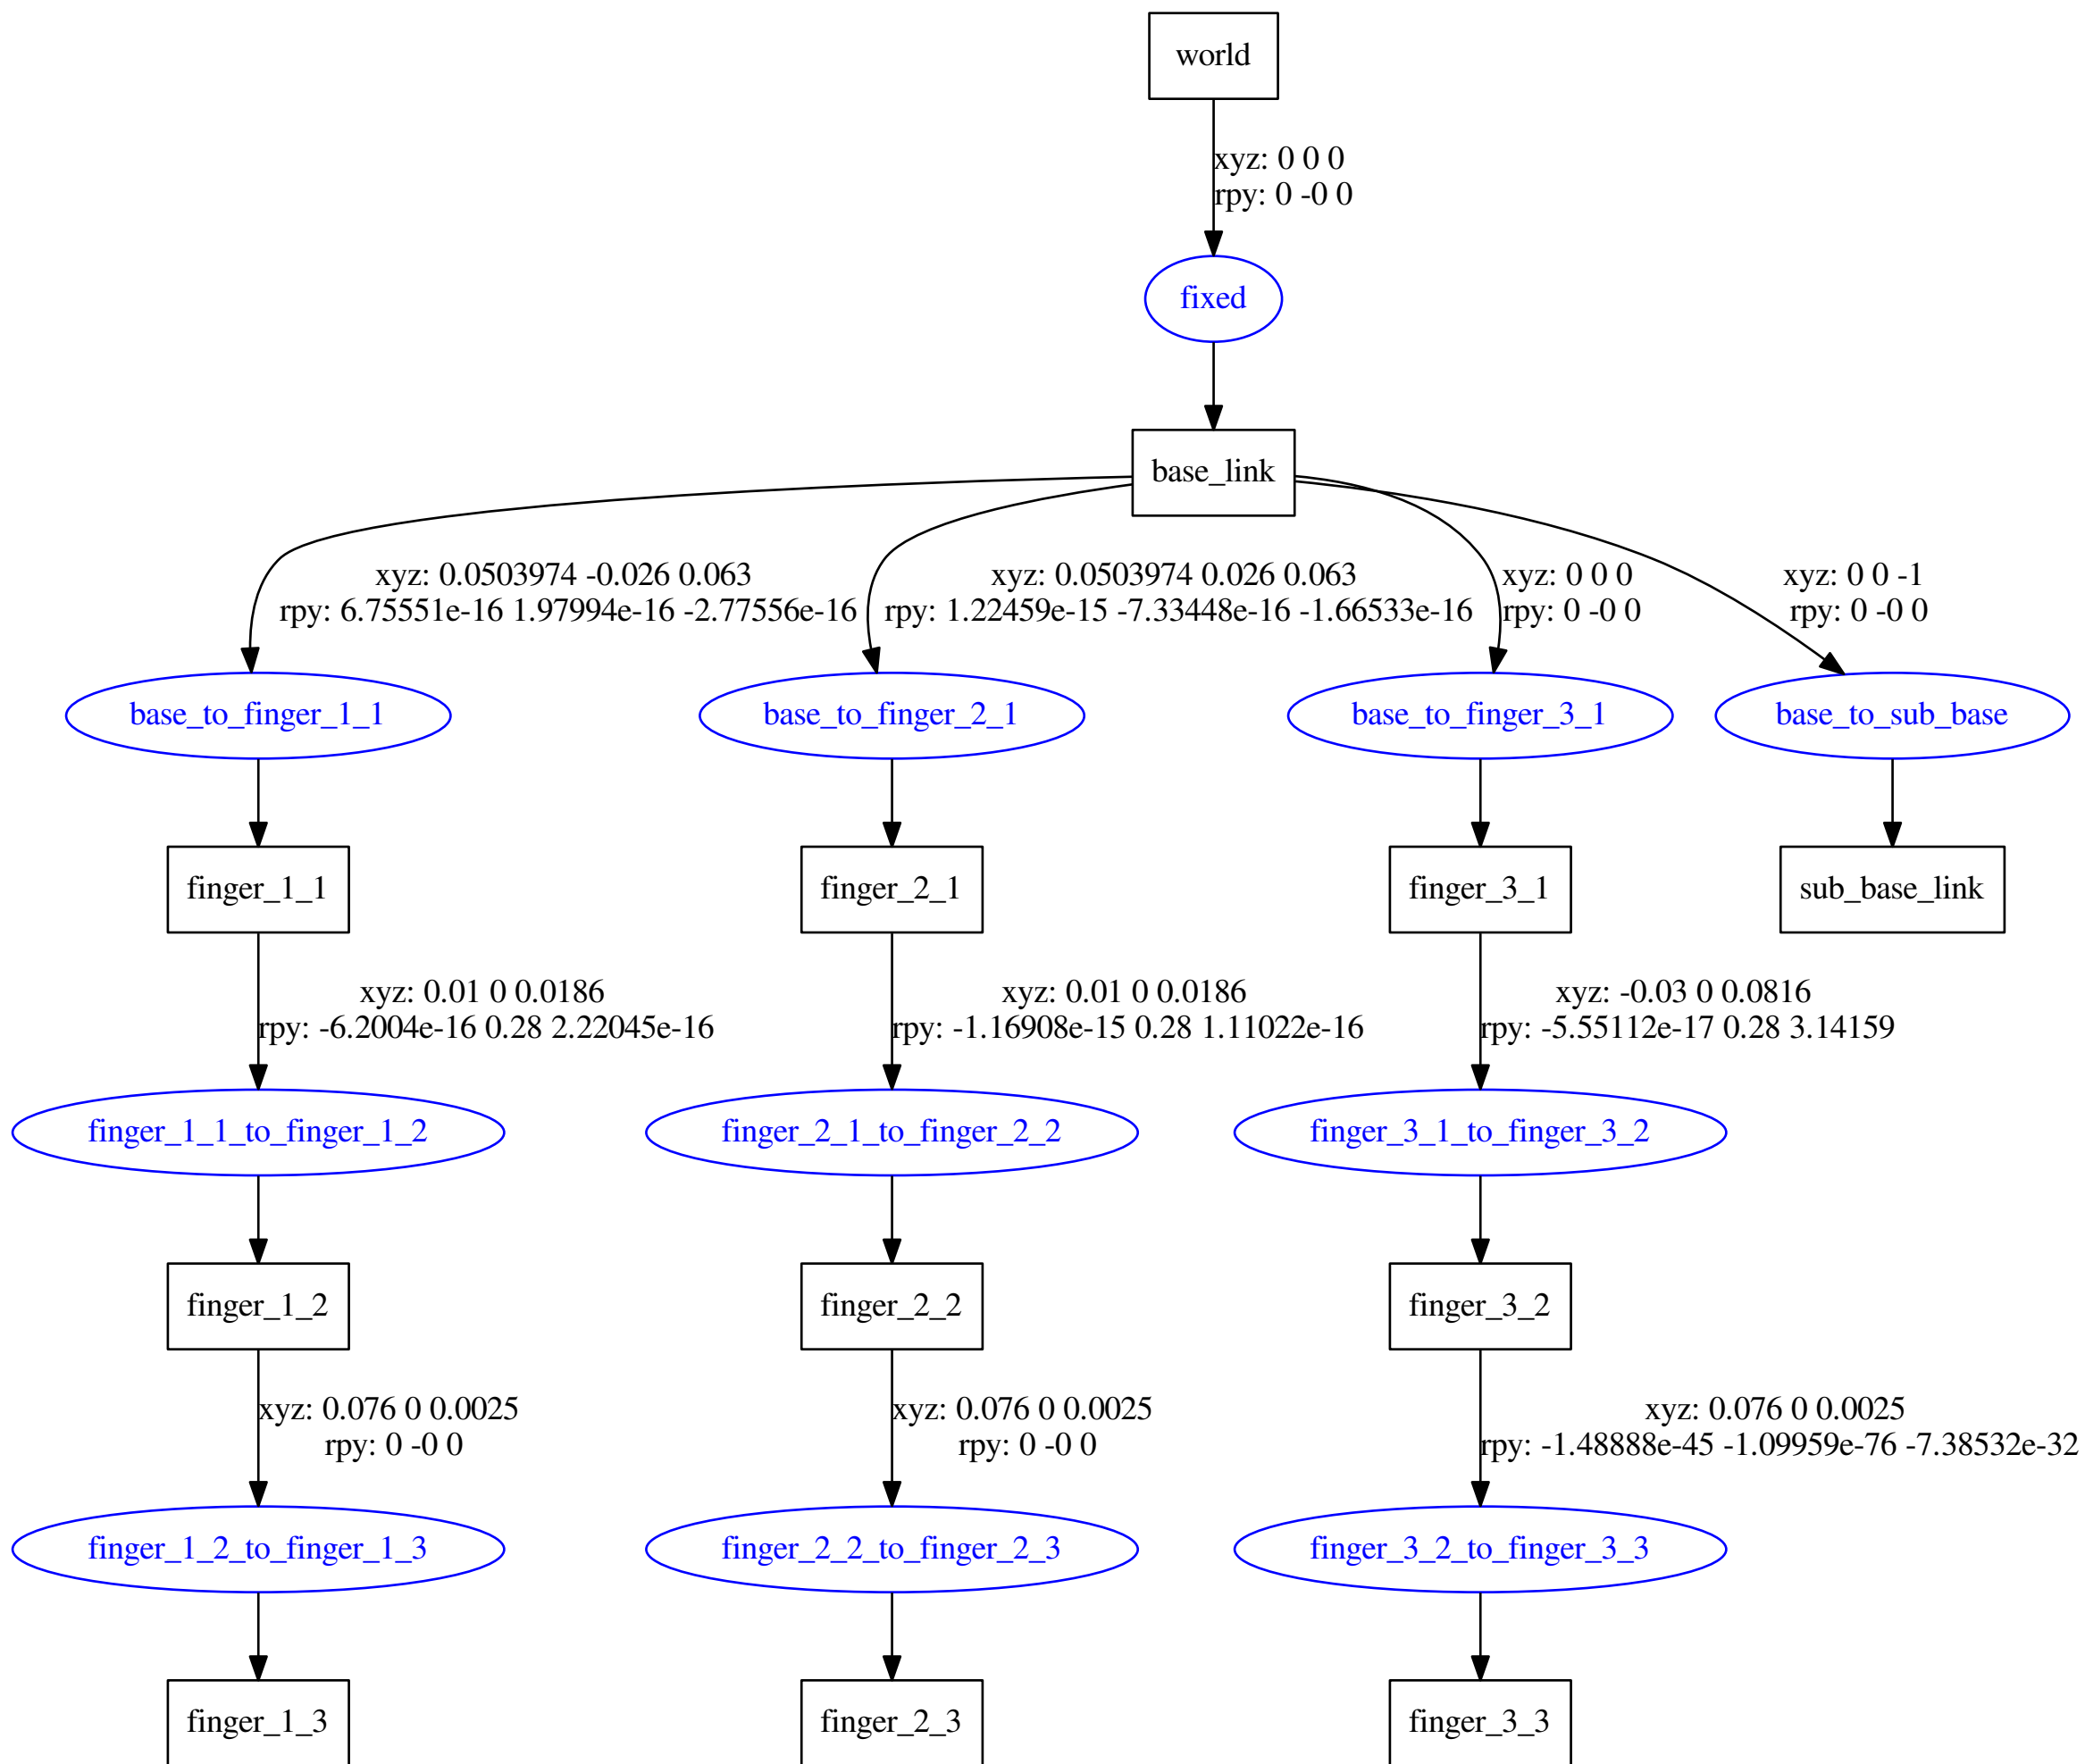 world
xyz: 0 0 0
rpy: 0 -0 0
fixed
base_link
xyz: 0.0503974 -0.026 0.063
rpy: 6.75551e-16 1.97994e-16 -2.77556e-16
xyz: 0.0503974 0.026 0.063
rpy: 1.22459e-15 -7.33448e-16 -1.66533e-16
xyz: 0 0 0
rpy: 0 -0 0
xyz: 0 0 -1
rpy: 0 -0 0
base_to_finger_1_1
base_to_finger_2_1
base_to_finger_3_1
base_to_sub_base
finger_1_1
finger_2_1
finger_3_1
sub_base_link
xyz: 0.01 0 0.0186
rpy: -6.2004e-16 0.28 2.22045e-16
xyz: 0.01 0 0.0186
rpy: -1.16908e-15 0.28 1.11022e-16
xyz: -0.03 0 0.0816
rpy: -5.55112e-17 0.28 3.14159
finger_1_1_to_finger_1_2
finger_2_1_to_finger_2_2
finger_3_1_to_finger_3_2
finger_1_2
finger_2_2
finger_3_2
xyz: 0.076 0 0.0025
rpy: 0 -0 0
xyz: 0.076 0 0.0025
rpy: 0 -0 0
xyz: 0.076 0 0.0025
rpy: -1.48888e-45 -1.09959e-76 -7.38532e-32
finger_1_2_to_finger_1_3
finger_2_2_to_finger_2_3
finger_3_2_to_finger_3_3
finger_1_3
finger_2_3
finger_3_3